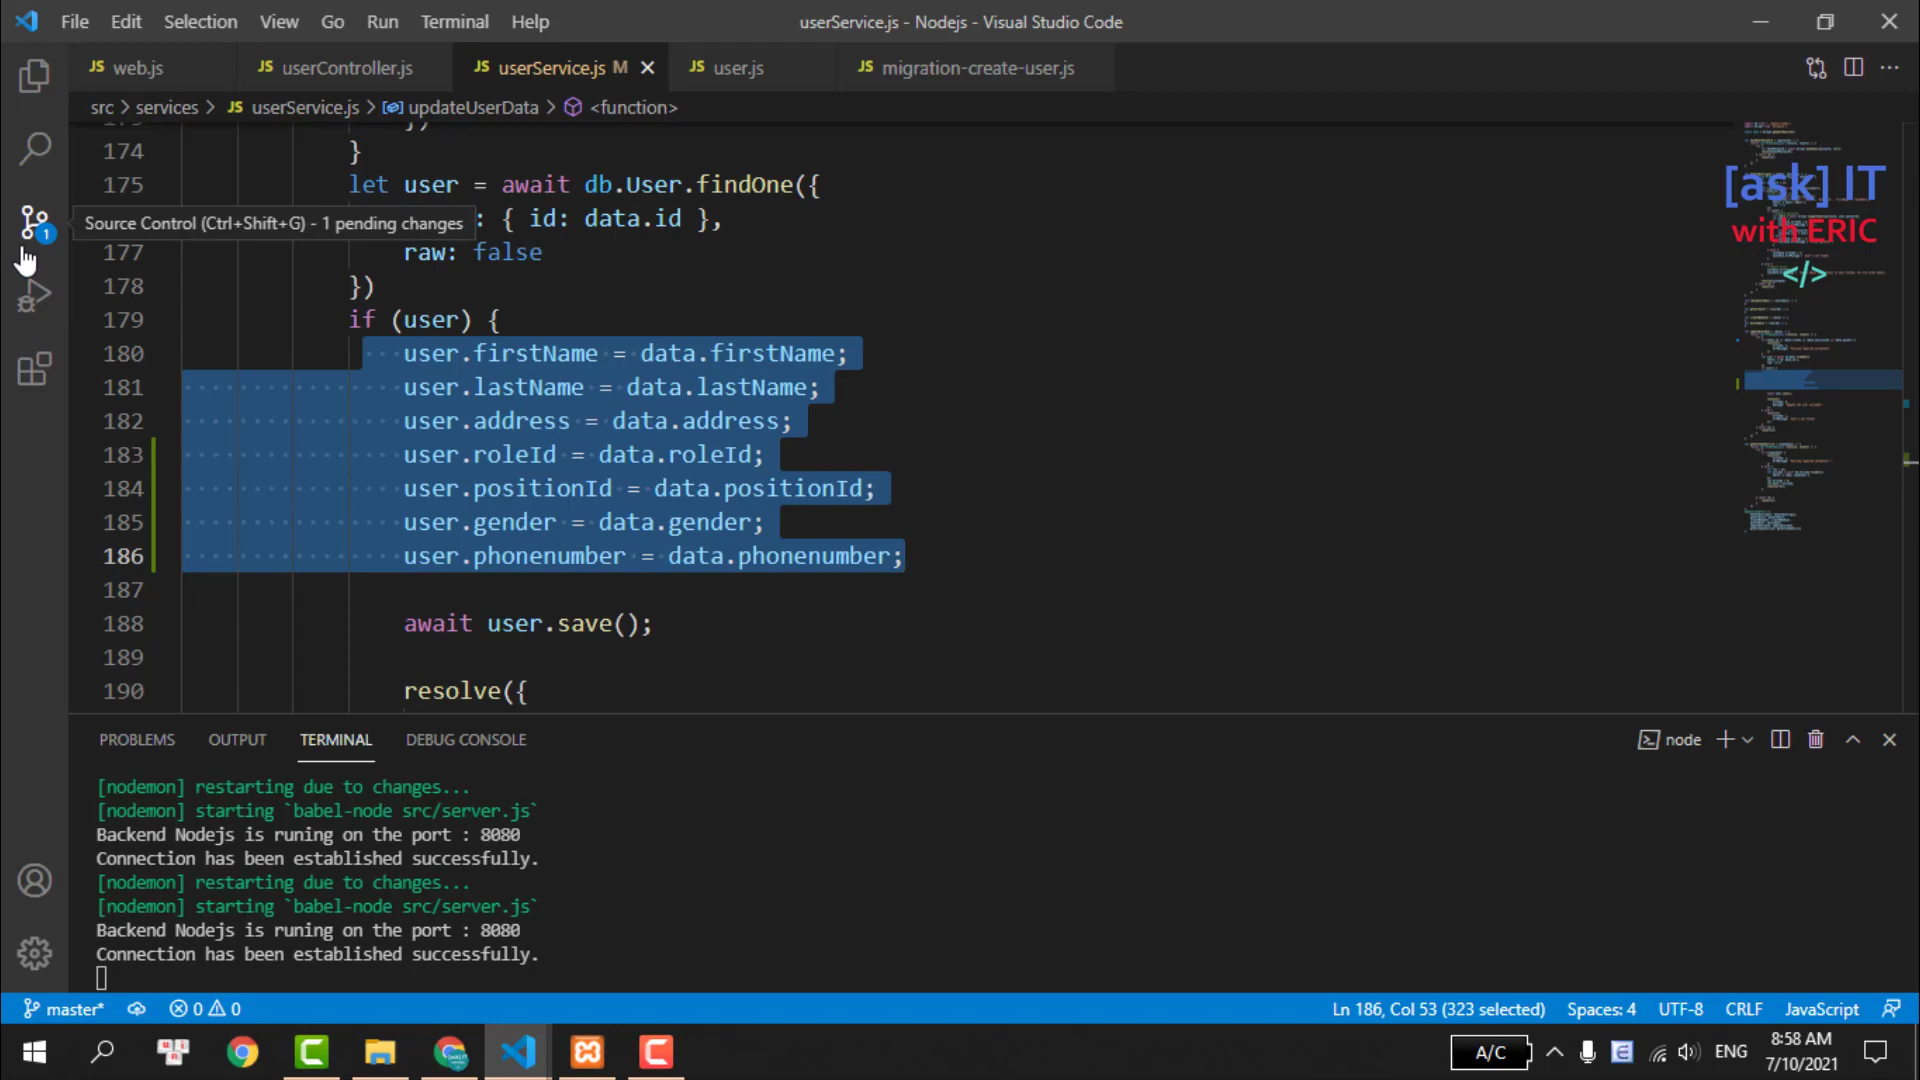 File Edit Selection View Go Run Terminal Help
userService.js - Nodejs - Visual Studio Code
JS web.js JS userController.js JS userService.js M JS user.js JS migration-create-user.js
src > services > JS userService.js > updateUserData > <function>
174 }
175 let user = await db.User.findOne({
Source Control (Ctrl+Shift+G) - 1 pending changes
: { id: data.id },
177 raw: false
178 })
179 if (user) {
180 user.firstName = data.firstName;
181 user.lastName = data.lastName;
182 user.address = data.address;
183 user.roleId = data.roleId;
184 user.positionId = data.positionId;
185 user.gender = data.gender;
186 user.phonenumber = data.phonenumber;
187
188 await user.save();
189
190 resolve({
1
[ask] IT
with ERIC
</>
PROBLEMS OUTPUT TERMINAL DEBUG CONSOLE
node
[nodemon] restarting due to changes...
[nodemon] starting `babel-node src/server.js`
Backend Nodejs is runing on the port : 8080
Connection has been established successfully.
[nodemon] restarting due to changes...
[nodemon] starting `babel-node src/server.js`
Backend Nodejs is runing on the port : 8080
Connection has been established successfully.
master* 0 0
Ln 186, Col 53 (323 selected) Spaces: 4 UTF-8 CRLF JavaScript
A/C
ENG
8:58 AM
7/10/2021